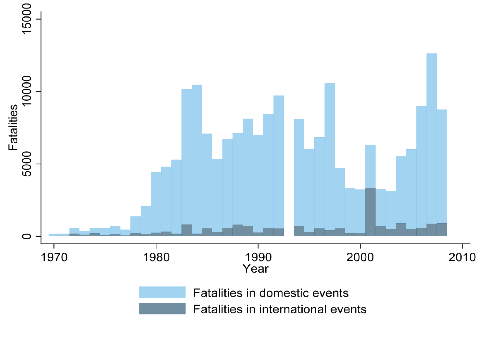 15000
10000
5000
0
Fatalities
1970 1980 1990 2000 2010
Year
Fatalities in domestic events
Fatalities in international events